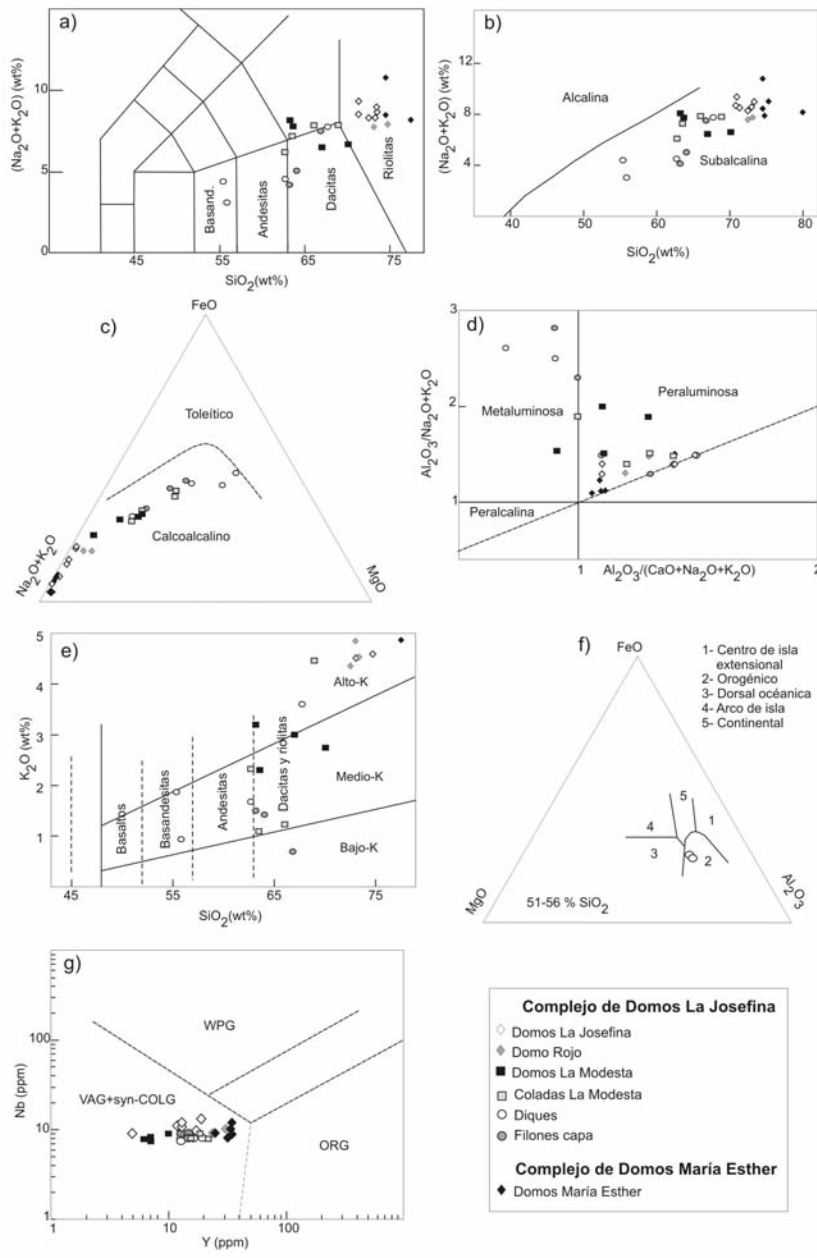 a)
(Na2O+K2O) (wt%)
10
5
0
45
55
65
75
SiO2(wt%)
Basand.
Andesitas
Dacitas
Riolitas
b)
(Na2O+K2O) (wt%)
12
8
4
40
50
60
70
80
SiO2(wt%)
Alcalina
Subalcalina
c)
FeO
Toleítico
Calcoalcalino
Na2O+K2O
MgO
d)
Al2O3/Na2O+K2O
3
2
1
Metaluminosa
Peraluminosa
Peralcalina
1
Al2O3/(CaO+Na2O+K2O)
2
e)
K2O (wt%)
5
4
3
2
1
45
55
65
75
SiO2(wt%)
Basaltos
Basandesitas
Andesitas
Dacitas y riolitas
Alto-K
Medio-K
Bajo-K
f)
FeO
1- Centro de isla
extensional
2- Orogénico
3- Dorsal océanica
4- Arco de isla
5- Continental
5
1
4
3
2
MgO
Al2O3
51-56 % SiO2
g)
Nb (ppm)
100
10
1
WPG
VAG+syn-COLG
ORG
1
10
100
Y (ppm)
Complejo de Domos La Josefina
Domos La Josefina
Domo Rojo
Domos La Modesta
Coladas La Modesta
Diques
Filones capa
Complejo de Domos María Esther
Domos María Esther